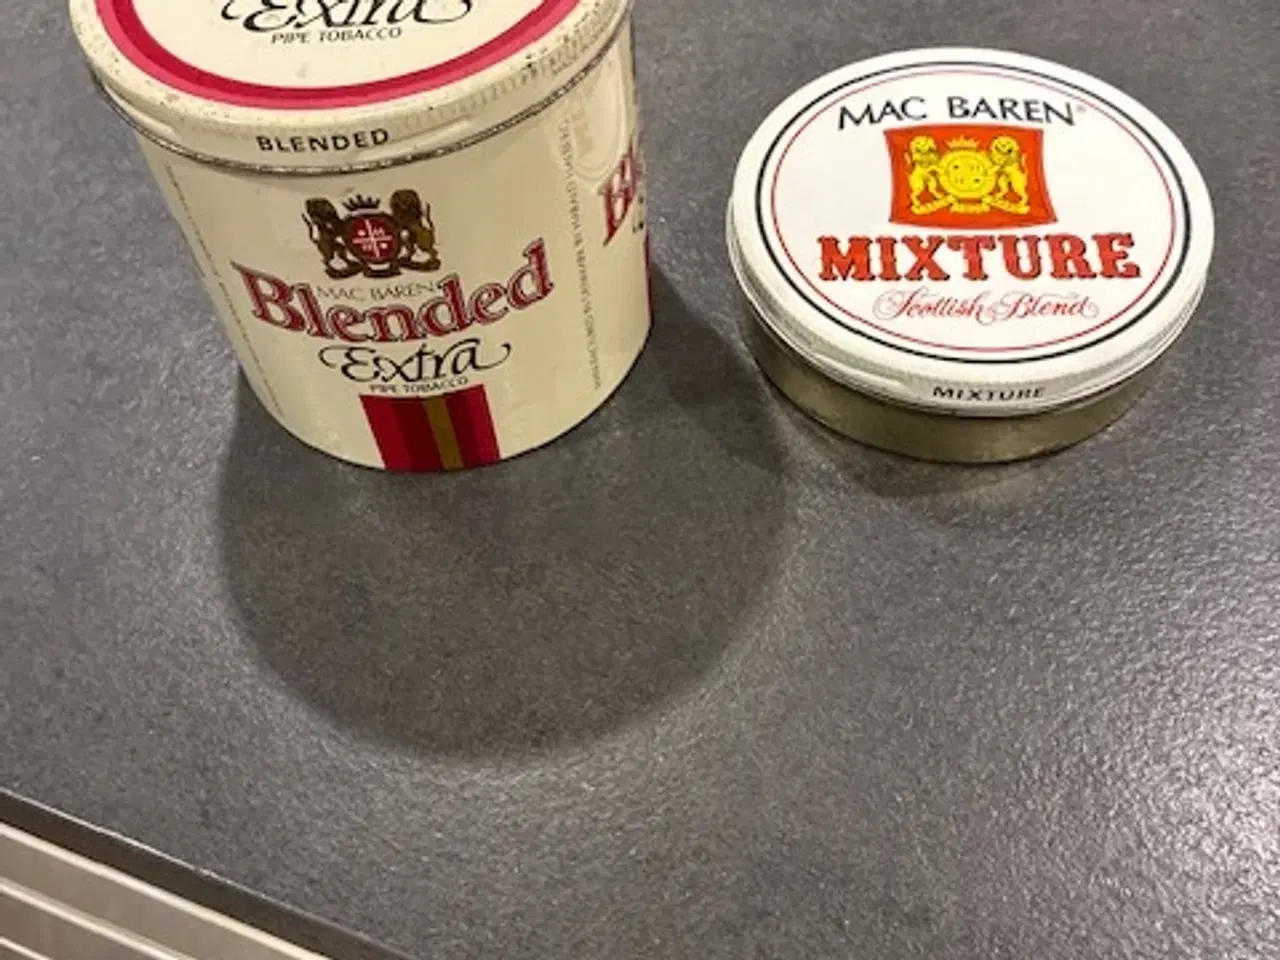 Extra
PIPE TOBACCO
BLENDED
MAC BAREN
Blended
Extra
PIPE TOBACCO
MAC BAREN®
MIXTURE
Scottish Blend
MIXTURE